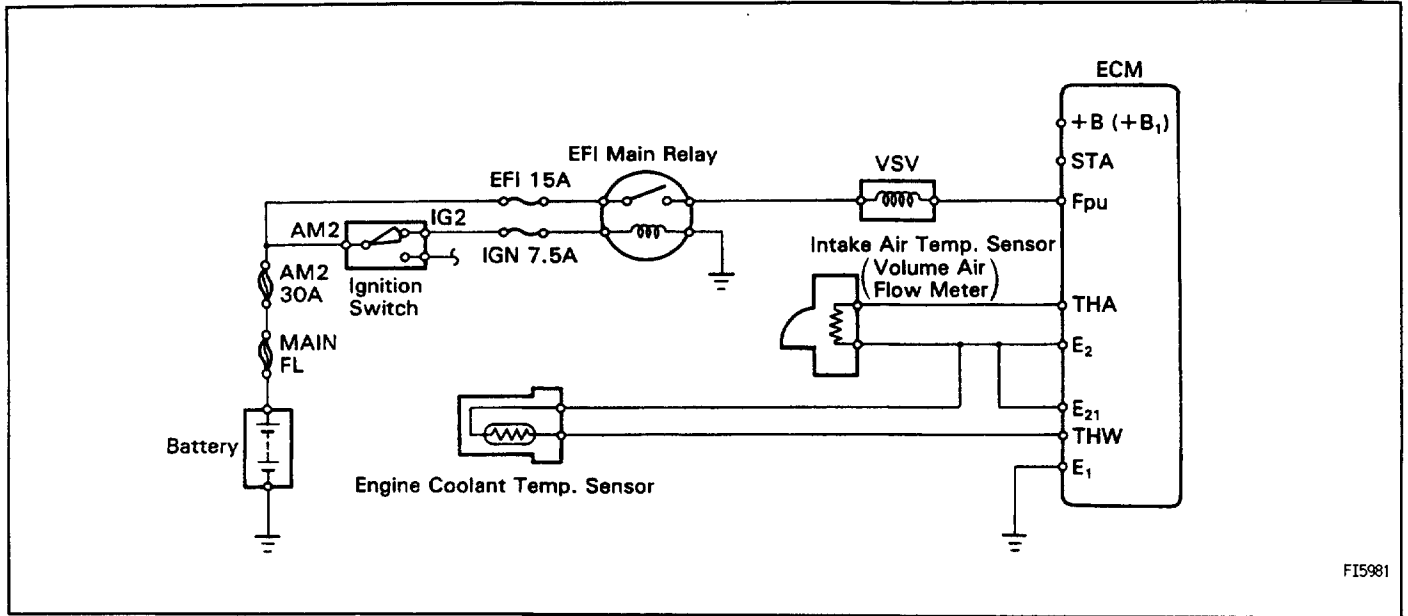 ECM
+B (+B₁)
STA
Fpu
THA
E₂
E₂₁
THW
E₁
EFI Main Relay
VSV
EFI 15A
AM2
IG2
IGN 7.5A
Ignition
Switch
AM2
30A
MAIN
FL
Battery
Intake Air Temp. Sensor
(Volume Air
Flow Meter)
Engine Coolant Temp. Sensor
FI5981